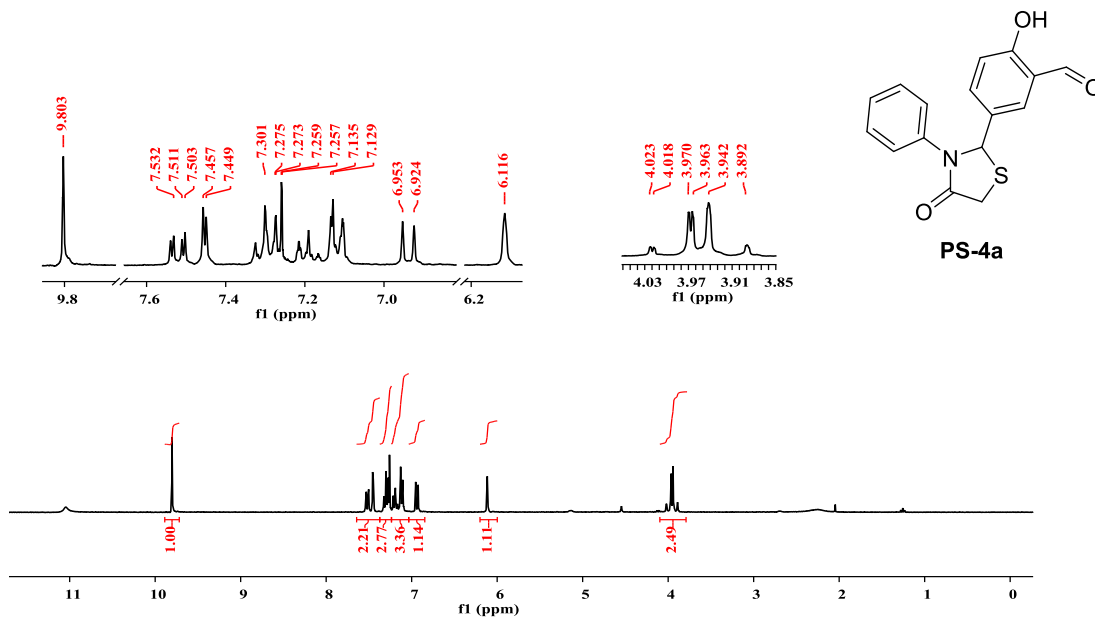 9.803
7.532
7.511
7.503
7.457
7.449
7.301
7.275
7.273
7.259
7.257
7.135
7.129
6.953
6.924
6.116
9.8 7.6 7.4 7.2 7.0 6.2
f1 (ppm)
4.023
4.018
3.970
3.963
3.942
3.892
4.03 3.97 3.91 3.85
f1 (ppm)
OH
O
N
S
O
PS-4a
1.00
2.21
2.77
3.36
1.14
1.11
2.49
11 10 9 8 7 6 5 4 3 2 1 0
f1 (ppm)